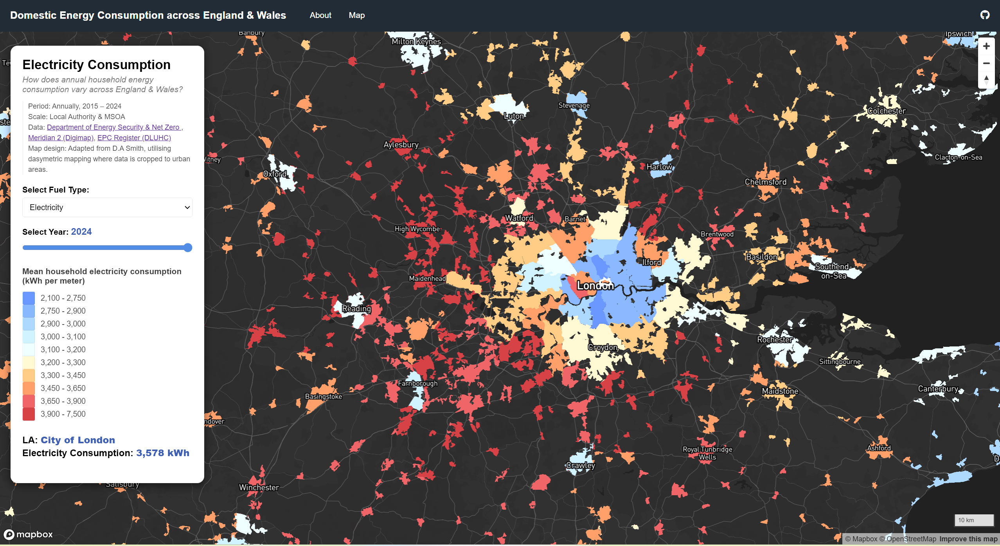 Domestic Energy Consumption across England & Wales
About
Map
Electricity Consumption
How does annual household energy
consumption vary across England & Wales?
Period: Annually, 2015 – 2024
Scale: Local Authority & MSOA
Data: Department of Energy Security & Net Zero ,
Meridian 2 (Digimap), EPC Register (DLUHC)
Map design: Adapted from D.A Smith, utilising
dasymetric mapping where data is cropped to urban
areas.
Select Fuel Type:
Electricity
Select Year: 2024
Mean household electricity consumption
(kWh per meter)
2,100 - 2,750
2,750 - 2,900
2,900 - 3,000
3,000 - 3,100
3,100 - 3,200
3,200 - 3,300
3,300 - 3,450
3,450 - 3,650
3,650 - 3,900
3,900 - 7,500
LA: City of London
Electricity Consumption: 3,578 kWh
Banbury
Milton Keynes
Ipswich
Stevenage
Luton
Colchester
Aylesbury
Clacton-on-Sea
Oxford
Harlow
Chelmsford
Watford
Barnet
High Wycombe
Brentwood
Basildon
Ilford
Southend-
on-Sea
Maidenhead
London
Reading
Rochester
Croydon
Sittingbourne
Farnborough
Canterbury
Basingstoke
Maidstone
ndover
Royal Tunbridge
Wells
Ashford
Crawley
Salisbury
Winchester
10 km
mapbox
© Mapbox © OpenStreetMap Improve this map